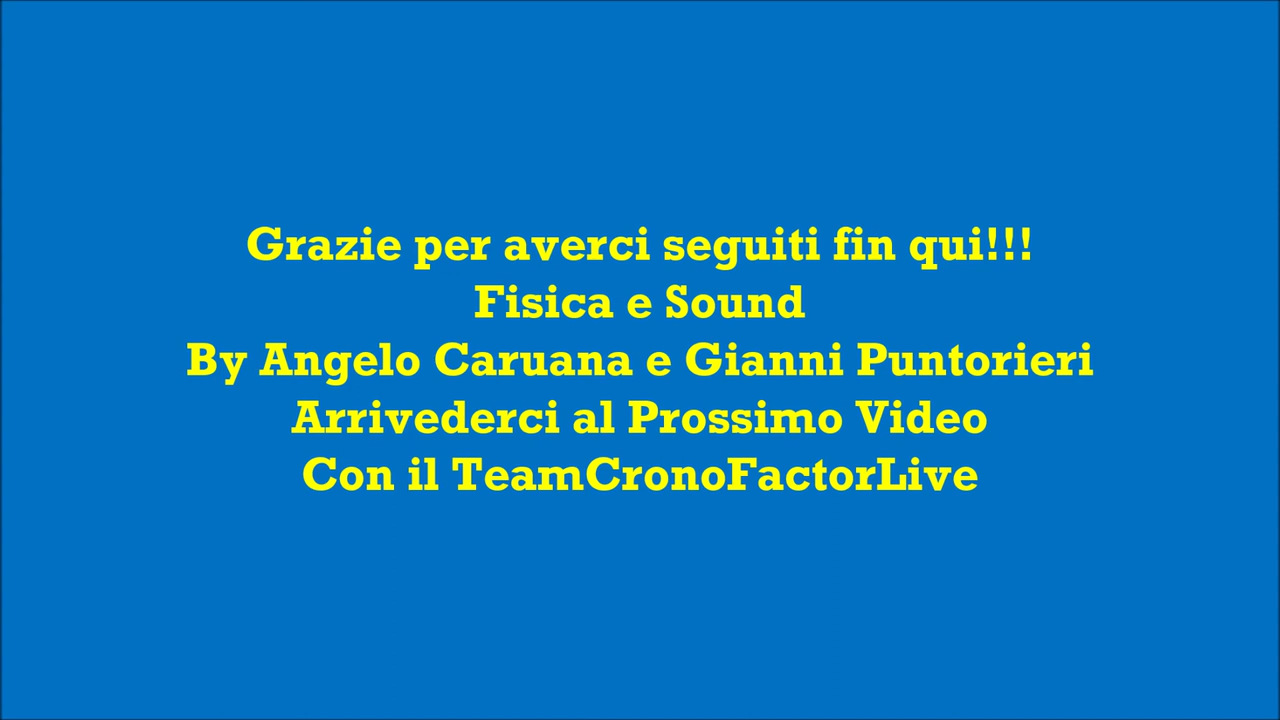 Grazie per averci seguiti fin qui!!!
Fisica e Sound
By Angelo Caruana e Gianni Puntorieri
Arrivederci al Prossimo Video
Con il TeamCronoFactorLive